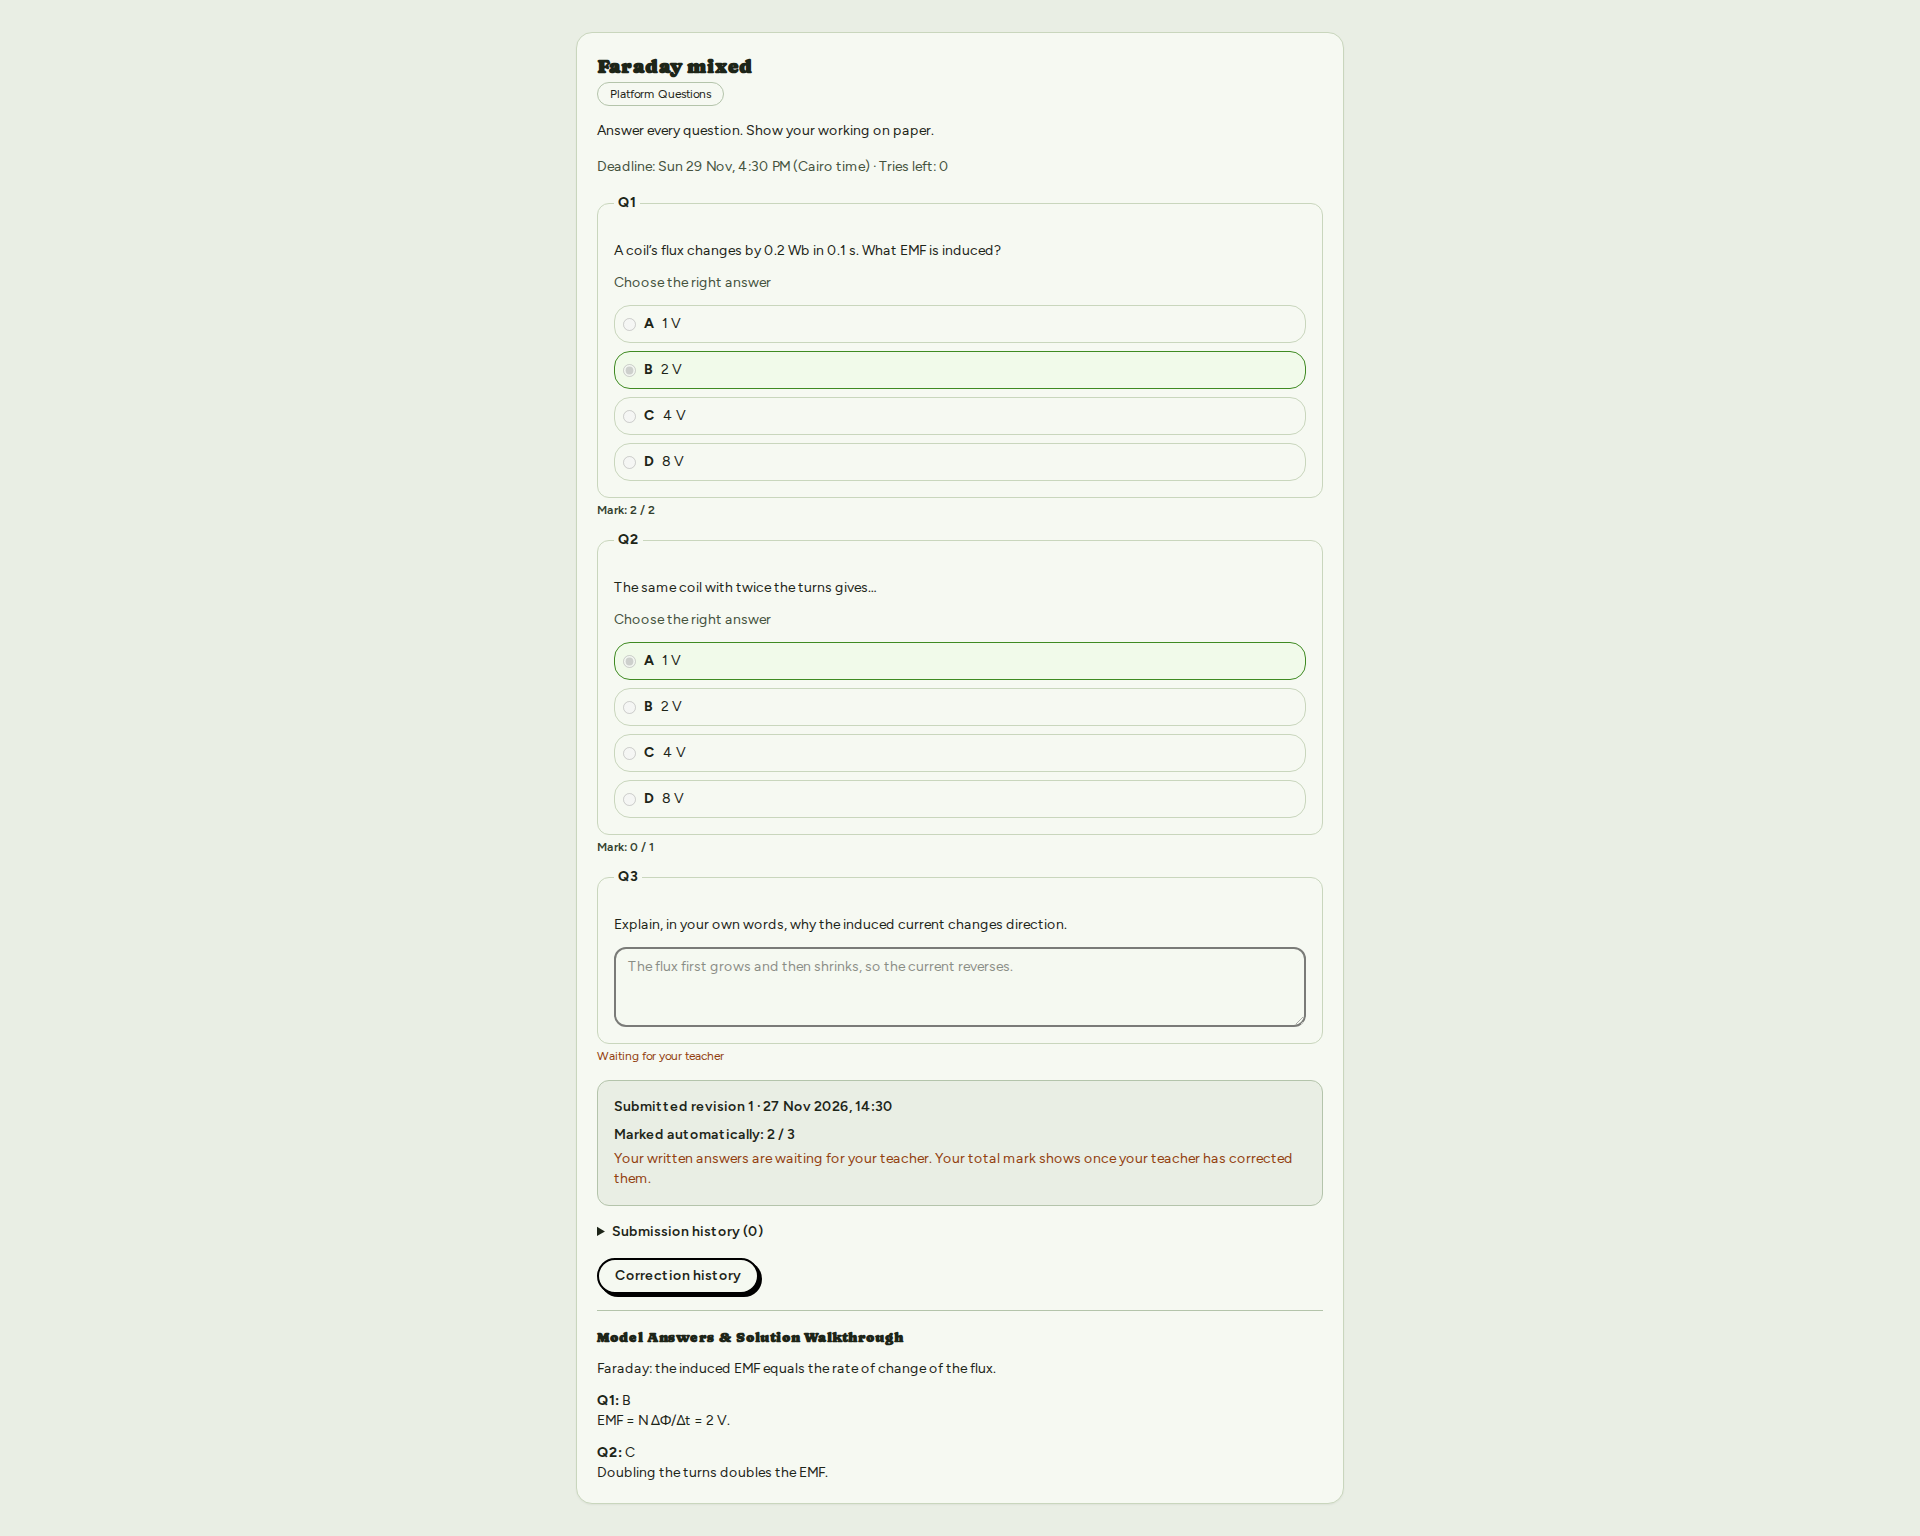 Faraday mixed
Platform Questions
Answer every question. Show your working on paper.
Deadline: Sun 29 Nov, 4:30 PM (Cairo time) · Tries left: 0
Q1
A coil's flux changes by 0.2 Wb in 0.1 s. What EMF is induced?
Choose the right answer
A 1 V
B 2 V
C 4 V
D 8 V
Mark: 2 / 2
Q2
The same coil with twice the turns gives…
Choose the right answer
A 1 V
B 2 V
C 4 V
D 8 V
Mark: 0 / 1
Q3
Explain, in your own words, why the induced current changes direction.
The flux first grows and then shrinks, so the current reverses.
Waiting for your teacher
Submitted revision 1 · 27 Nov 2026, 14:30
Marked automatically: 2 / 3
Your written answers are waiting for your teacher. Your total mark shows once your teacher has corrected
them.
Submission history (0)
Correction history
Model Answers & Solution Walkthrough
Faraday: the induced EMF equals the rate of change of the flux.
Q1: B
EMF = N ΔΦ/Δt = 2 V.
Q2: C
Doubling the turns doubles the EMF.